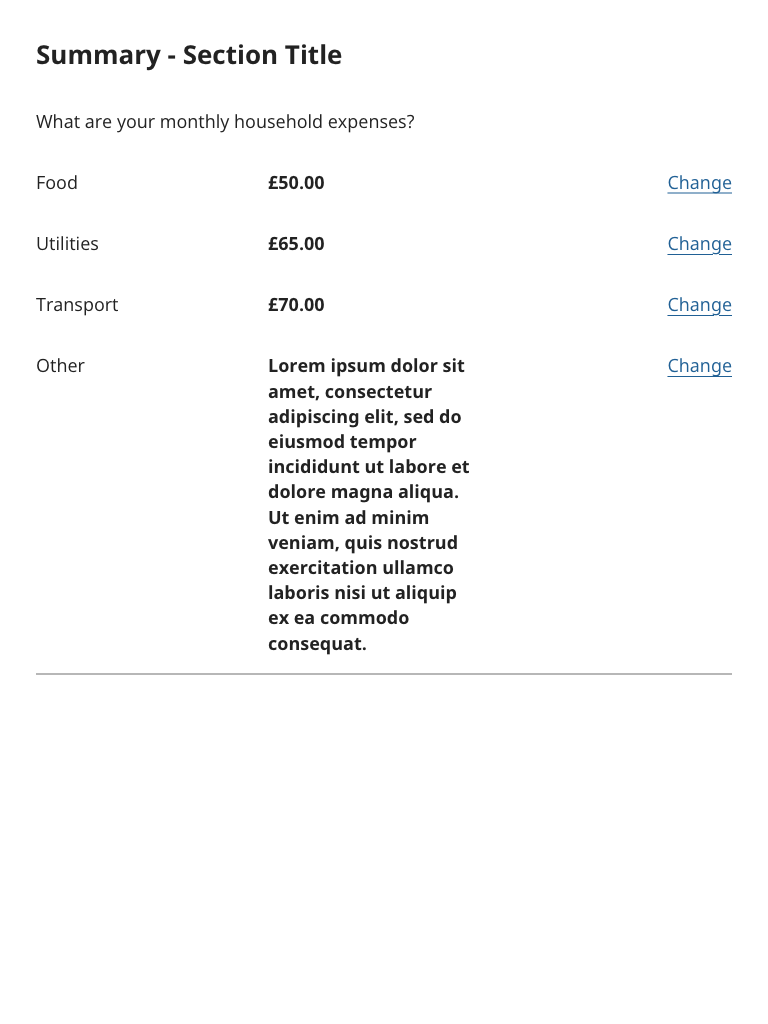 Summary - Section Title
What are your monthly household expenses?
Food £50.00 Change
Utilities £65.00 Change
Transport £70.00 Change
Other Lorem ipsum dolor sit Change
amet, consectetur
adipiscing elit, sed do
eiusmod tempor
incididunt ut labore et
dolore magna aliqua.
Ut enim ad minim
veniam, quis nostrud
exercitation ullamco
laboris nisi ut aliquip
ex ea commodo
consequat.